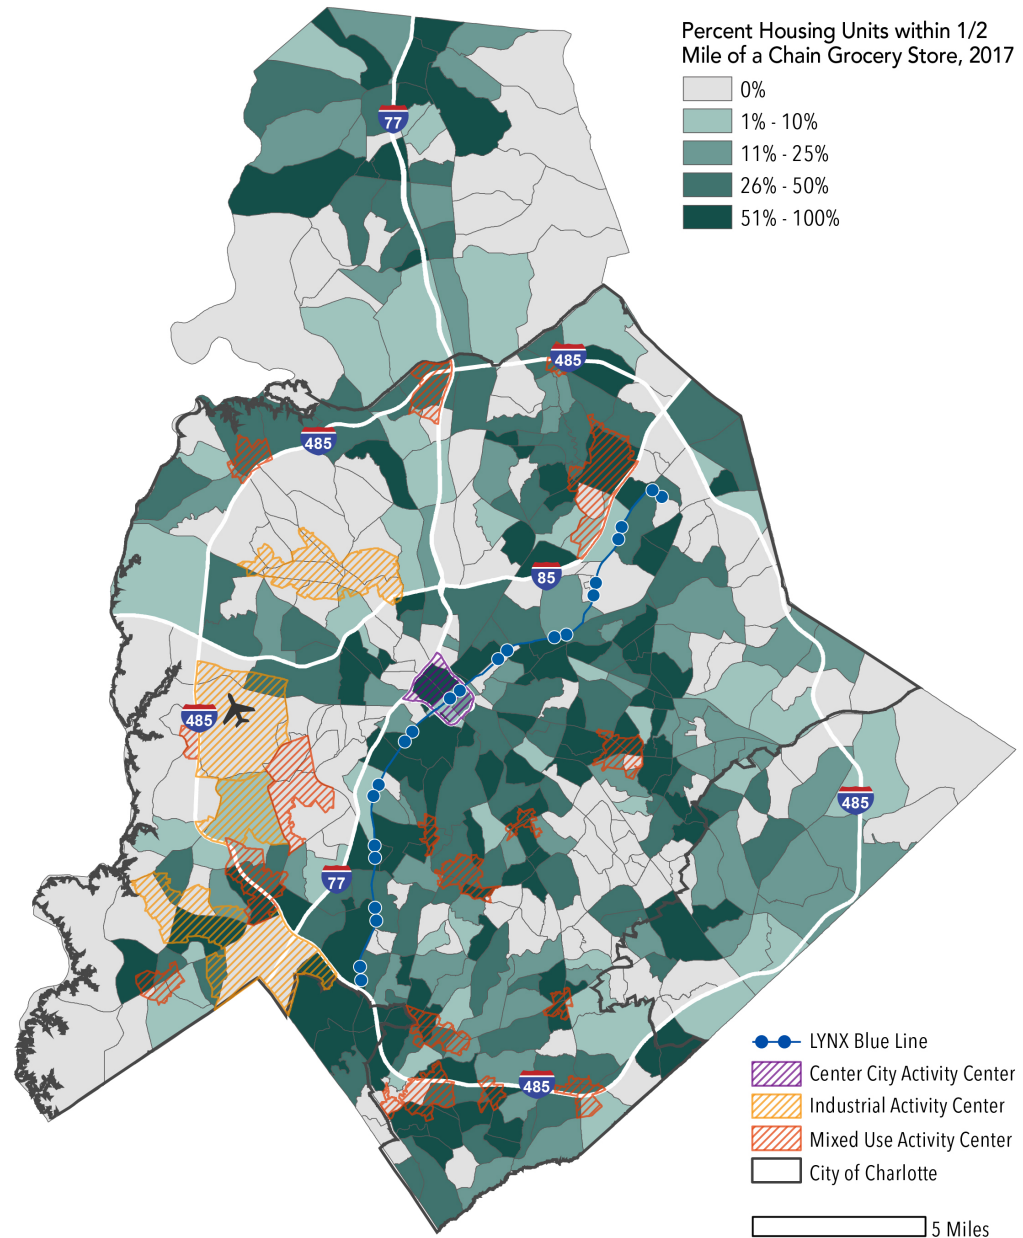 Percent Housing Units within 1/2
Mile of a Chain Grocery Store, 2017
0%
1% - 10%
11% - 25%
26% - 50%
51% - 100%
77
485
485
85
485
485
77
485
LYNX Blue Line
Center City Activity Center
Industrial Activity Center
Mixed Use Activity Center
City of Charlotte
5 Miles